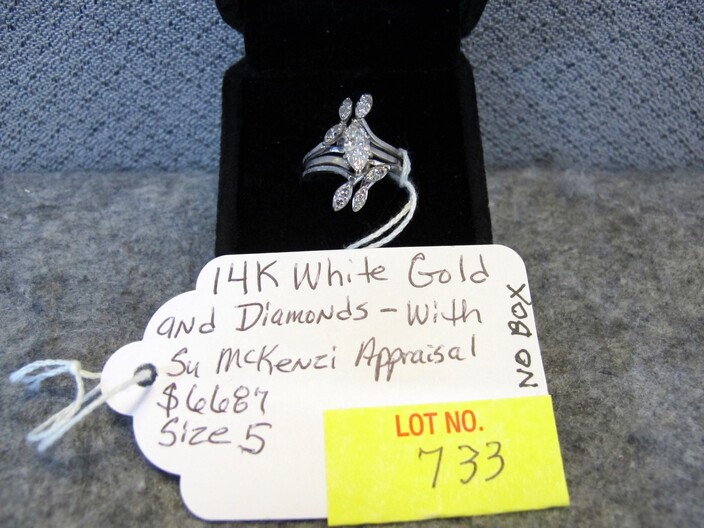 14K White Gold
and Diamonds - With
Su McKenzi Appraisal
$6687
Size 5
NO BOX
LOT NO.
733